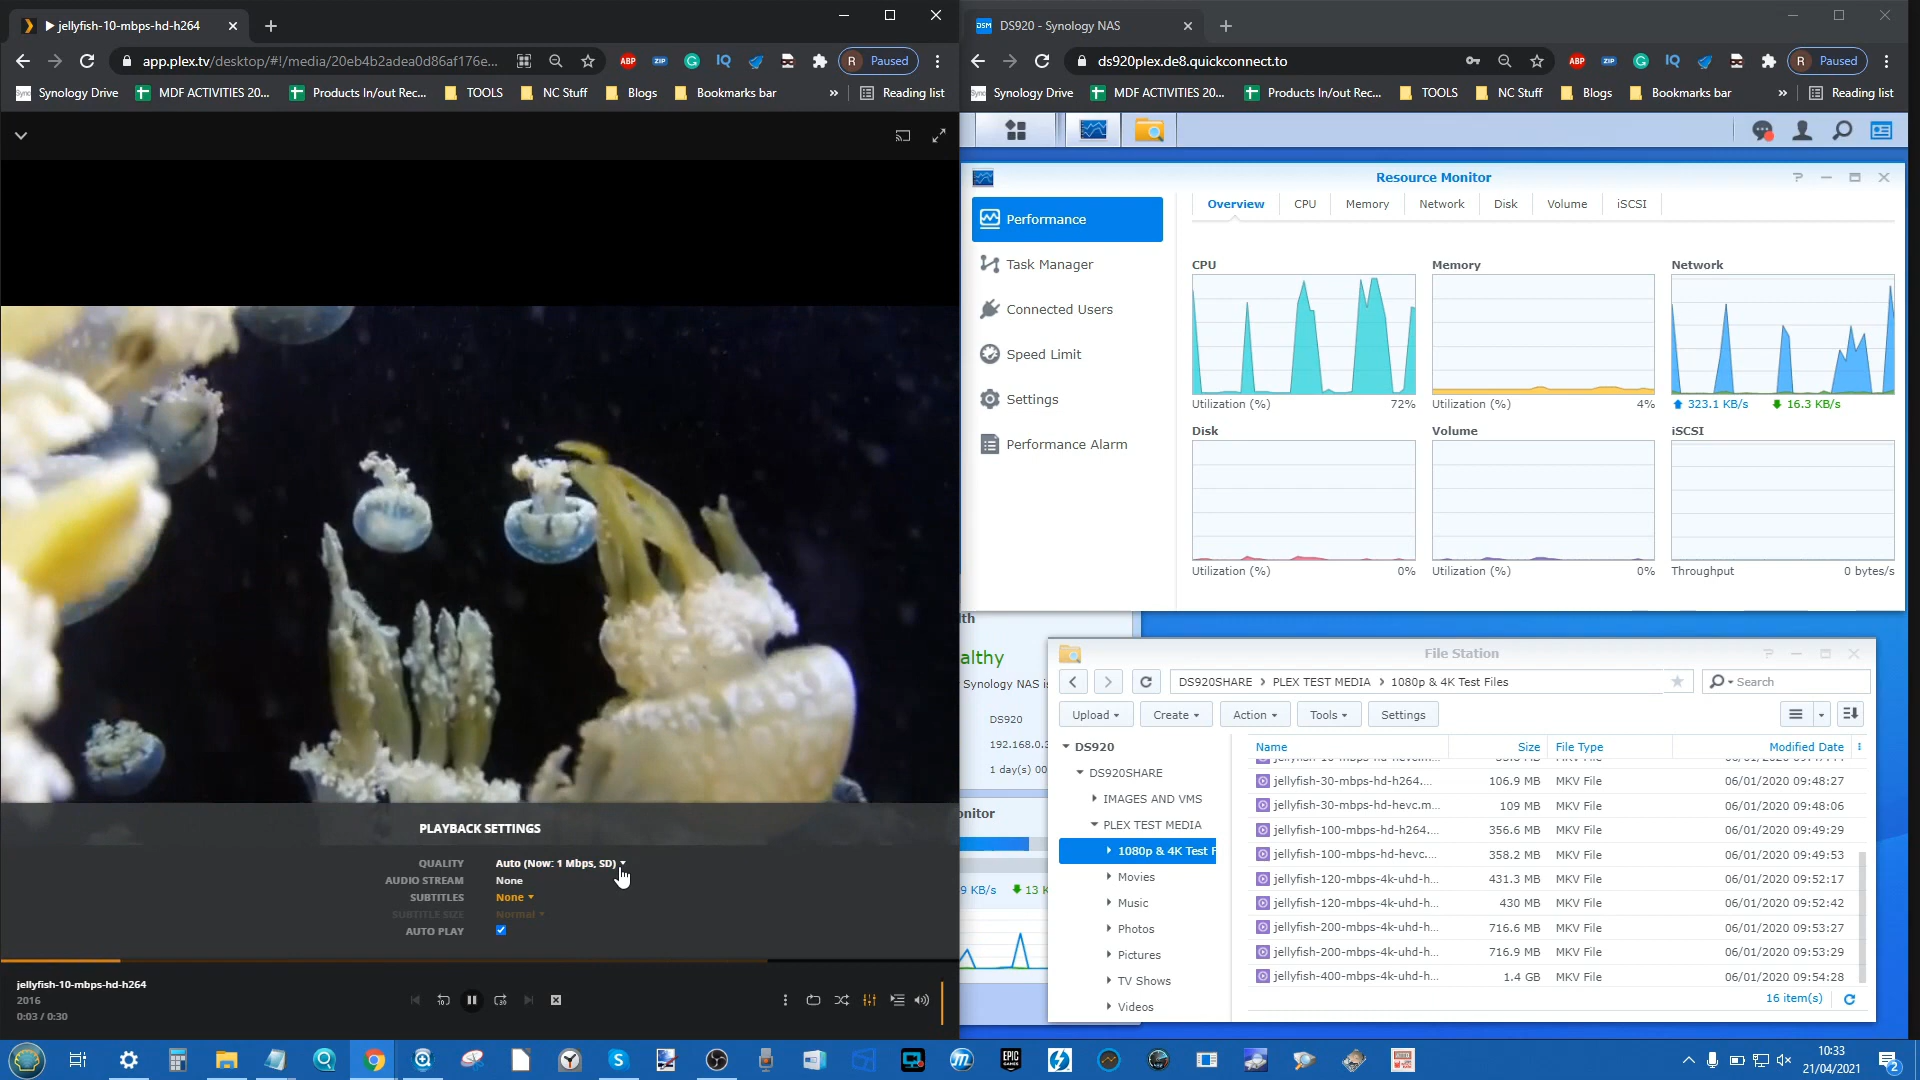 jellyfish-10-mbps-hd-h264
app.plex.tv/desktop/#!/media/20eb4b2adea0d86af176e...
ABP
ZIP
IQ
R Paused
Synology Drive
MDF ACTIVITIES 20...
Products In/out Rec...
TOOLS
NC Stuff
Blogs
Bookmarks bar
»
Reading list
PLAYBACK SETTINGS
QUALITY Auto (Now: 1 Mbps, SD)
AUDIO STREAM None
SUBTITLES None
SUBTITLE SIZE Normal
AUTO PLAY
jellyfish-10-mbps-hd-h264
2016
0:03 / 0:30
DSM DS920 - Synology NAS
ds920plex.de8.quickconnect.to
ABP
ZIP
IQ
R Paused
Synology Drive
MDF ACTIVITIES 20...
Products In/out Rec...
TOOLS
NC Stuff
Blogs
Bookmarks bar
»
Reading list
Resource Monitor
Performance
Task Manager
Connected Users
Speed Limit
Settings
Performance Alarm
Overview CPU Memory Network Disk Volume iSCSI
CPU
Utilization (%) 72%
Memory
Utilization (%) 4%
Network
323.1 KB/s 16.3 KB/s
Disk
Utilization (%) 0%
Volume
Utilization (%) 0%
iSCSI
Throughput 0 bytes/s
lth
althy
Synology NAS is
DS920
192.168.0.3
1 day(s) 00
onitor
9 KB/s 13 K
File Station
DS920SHARE > PLEX TEST MEDIA > 1080p & 4K Test Files
Search
Upload Create Action Tools Settings
DS920
DS920SHARE
IMAGES AND VMS
PLEX TEST MEDIA
1080p & 4K Test F
Movies
Music
Photos
Pictures
TV Shows
Videos
Name Size File Type Modified Date
jellyfish-30-mbps-hd-h264.... 106.9 MB MKV File 06/01/2020 09:48:27
jellyfish-30-mbps-hd-hevc.m... 109 MB MKV File 06/01/2020 09:48:06
jellyfish-100-mbps-hd-h264.... 356.6 MB MKV File 06/01/2020 09:49:29
jellyfish-100-mbps-hd-hevc.... 358.2 MB MKV File 06/01/2020 09:49:53
jellyfish-120-mbps-4k-uhd-h... 431.3 MB MKV File 06/01/2020 09:52:17
jellyfish-120-mbps-4k-uhd-h... 430 MB MKV File 06/01/2020 09:52:42
jellyfish-200-mbps-4k-uhd-h... 716.6 MB MKV File 06/01/2020 09:53:27
jellyfish-200-mbps-4k-uhd-h... 716.9 MB MKV File 06/01/2020 09:53:29
jellyfish-400-mbps-4k-uhd-h... 1.4 GB MKV File 06/01/2020 09:54:28
16 item(s)
EPIC GAMES
10:33
21/04/2021
2